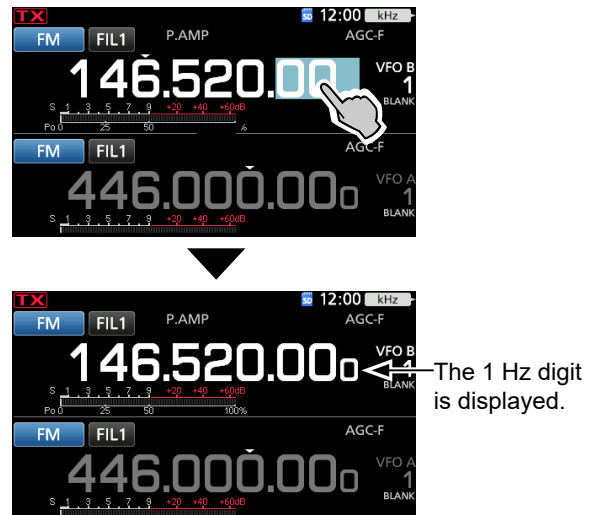 TX 12:00 kHz
FM FIL1 P.AMP AGC-F
146.520.00 VFO B
1
BLANK
S 1 3 5 7 9 +20 +40 +60dB
Po 0 25 50 %
FM FIL1 AGC-F
446.000.000 VFO A
1
BLANK
S 1 3 5 7 9 +20 +40 +60dB
TX 12:00 kHz
FM FIL1 P.AMP AGC-F
146.520.000 VFO B
1
BLANK
S 1 3 5 7 9 +20 +40 +60dB
Po 0 25 50 100%
The 1 Hz digit
is displayed.
FM FIL1 AGC-F
446.000.000 VFO A
1
BLANK
S 1 3 5 7 9 +20 +40 +60dB